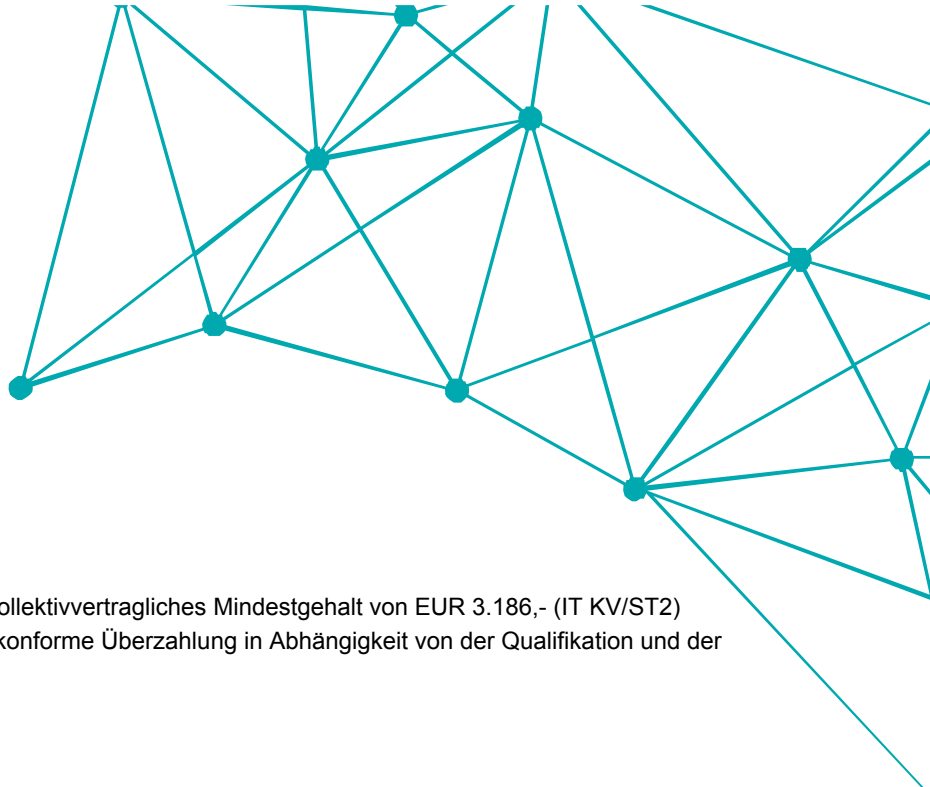 ollektivvertragliches Mindestgehalt von EUR 3.186,- (IT KV/ST2)
konforme Überzahlung in Abhängigkeit von der Qualifikation und der